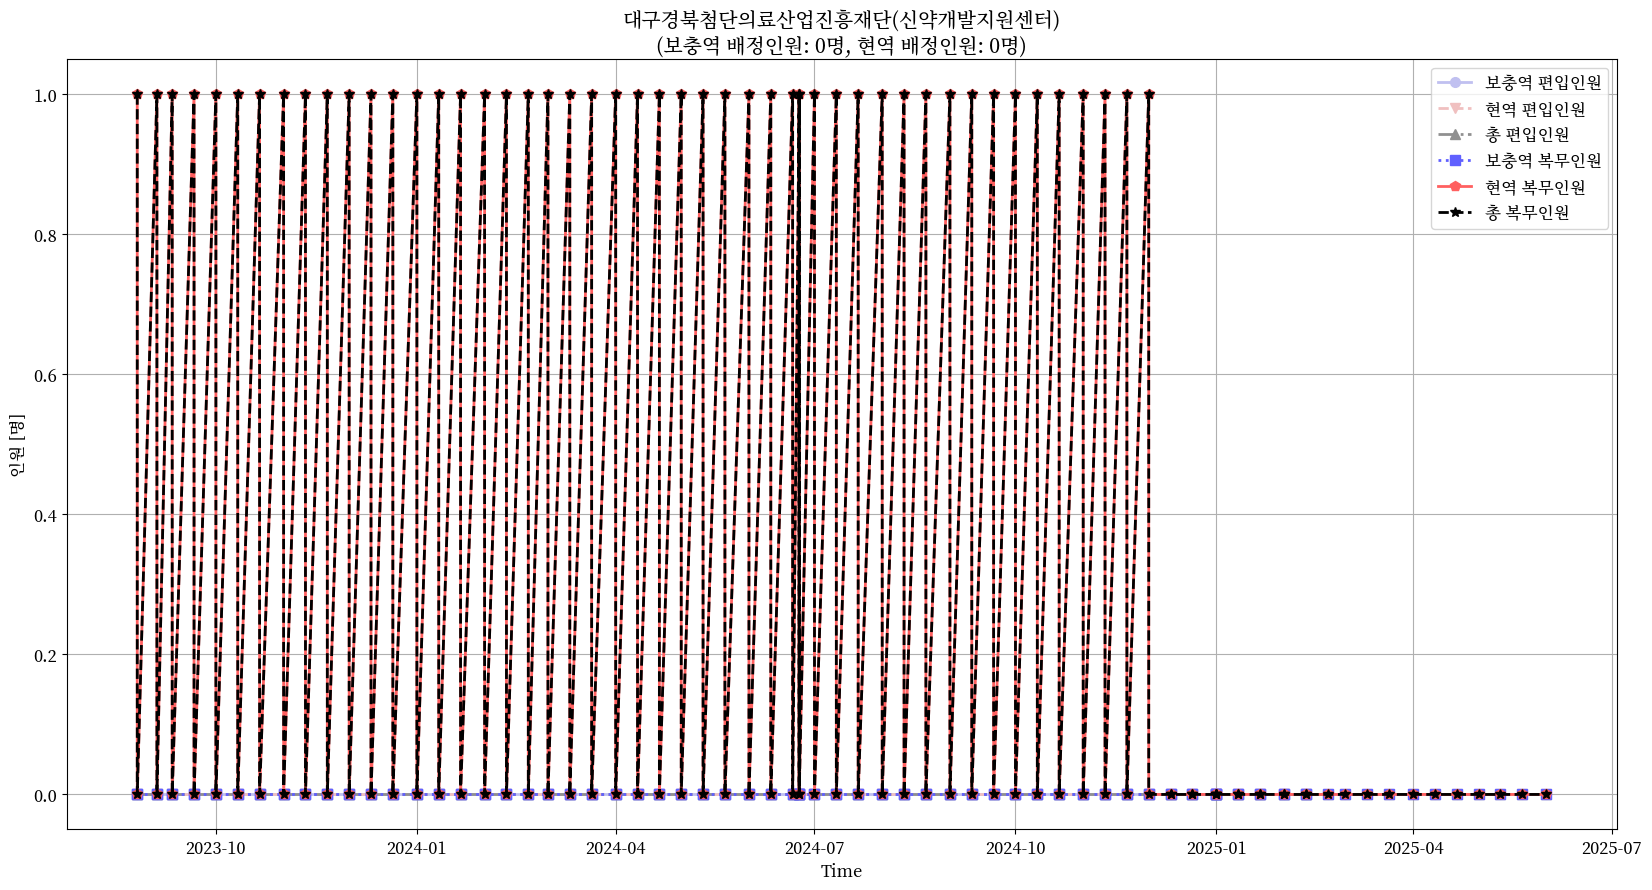 대구경북첨단의료산업진흥재단(신약개발지원센터)
(보충역 배정인원: 0명, 현역 배정인원: 0명)
보충역 편입인원
현역 편입인원
총 편입인원
보충역 복무인원
현역 복무인원
총 복무인원
인원 [명]
1.0
0.8
0.6
0.4
0.2
0.0
2023-10 2024-01 2024-04 2024-07 2024-10 2025-01 2025-04 2025-07
Time